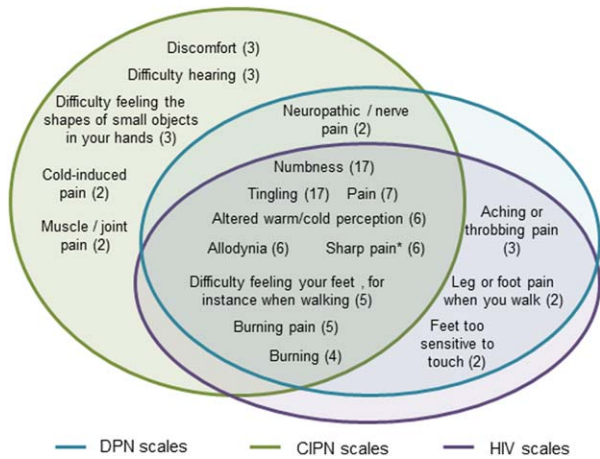 Discomfort (3)
Difficulty hearing (3)
Difficulty feeling the
shapes of small objects
in your hands
(3)
Cold-induced
pain (2)
Muscle / joint
pain (2)
Neuropathic / nerve
pain (2)
Numbness (17)
Tingling (17) Pain (7)
Altered warm/cold perception (6)
Allodynia (6) Sharp pain* (6)
Difficulty feeling your feet , for
instance when walking (5)
Burning pain (5)
Burning (4)
Aching or
throbbing pain
(3)
Leg or foot pain
when you walk (2)
Feet too
sensitive to
touch (2)
DPN scales CIPN scales HIV scales